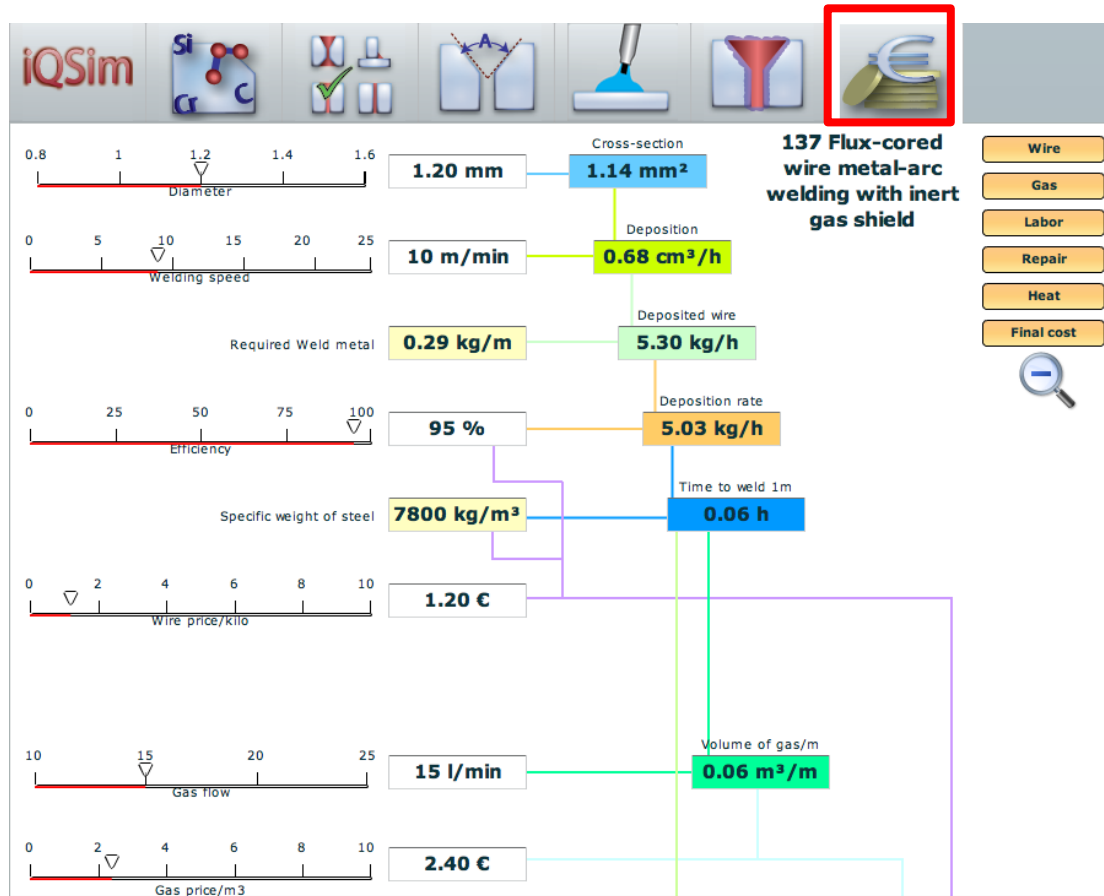 iQSim
Si
Cr
C
A
€
137 Flux-cored
wire metal-arc
welding with inert
gas shield
Wire
Gas
Labor
Repair
Heat
Final cost
0.8 1 1.2 1.4 1.6
Diameter
1.20 mm
Cross-section
1.14 mm²
0 5 10 15 20 25
Welding speed
10 m/min
Deposition
0.68 cm³/h
Required Weld metal
0.29 kg/m
Deposited wire
5.30 kg/h
0 25 50 75 100
Efficiency
95 %
Deposition rate
5.03 kg/h
Specific weight of steel
7800 kg/m³
Time to weld 1m
0.06 h
0 2 4 6 8 10
Wire price/kilo
1.20 €
10 15 20 25
Gas flow
15 l/min
Volume of gas/m
0.06 m³/m
0 2 4 6 8 10
Gas price/m3
2.40 €